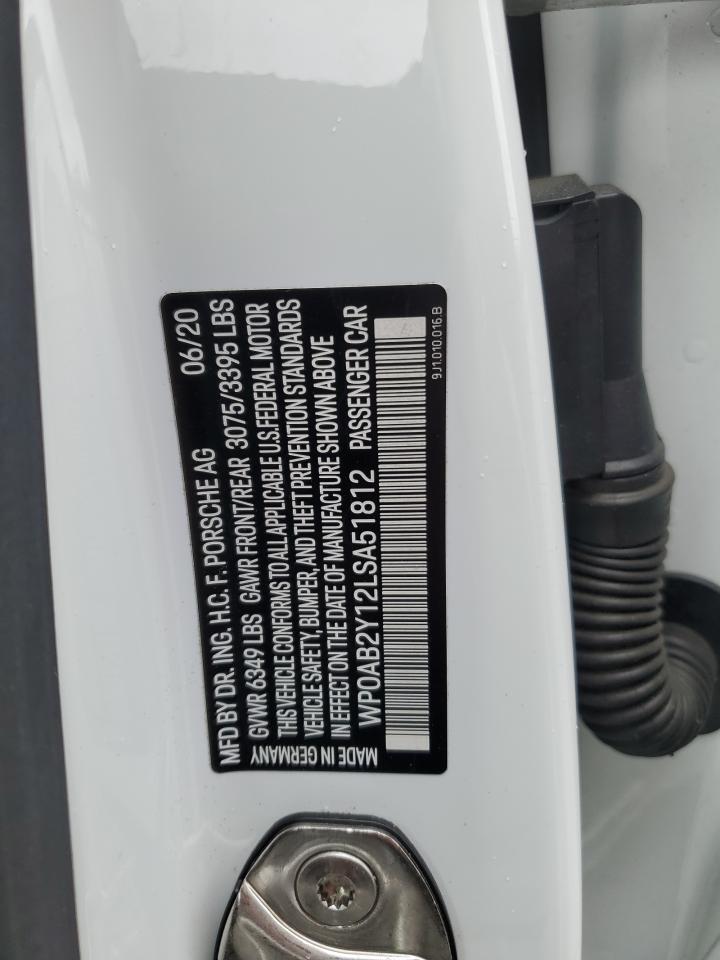 MFD BY DR. ING. H.C. F. PORSCHE AG 06/20
GVWR 6349 LBS GAWR FRONT/REAR 3075/3395 LBS
THIS VEHICLE CONFORMS TO ALL APPLICABLE U.S.FEDERAL MOTOR
VEHICLE SAFETY, BUMPER, AND THEFT PREVENTION STANDARDS
IN EFFECT ON THE DATE OF MANUFACTURE SHOWN ABOVE
MADE IN GERMANY WP0AB2Y12LSA51812 PASSENGER CAR
9J1.010.016.B